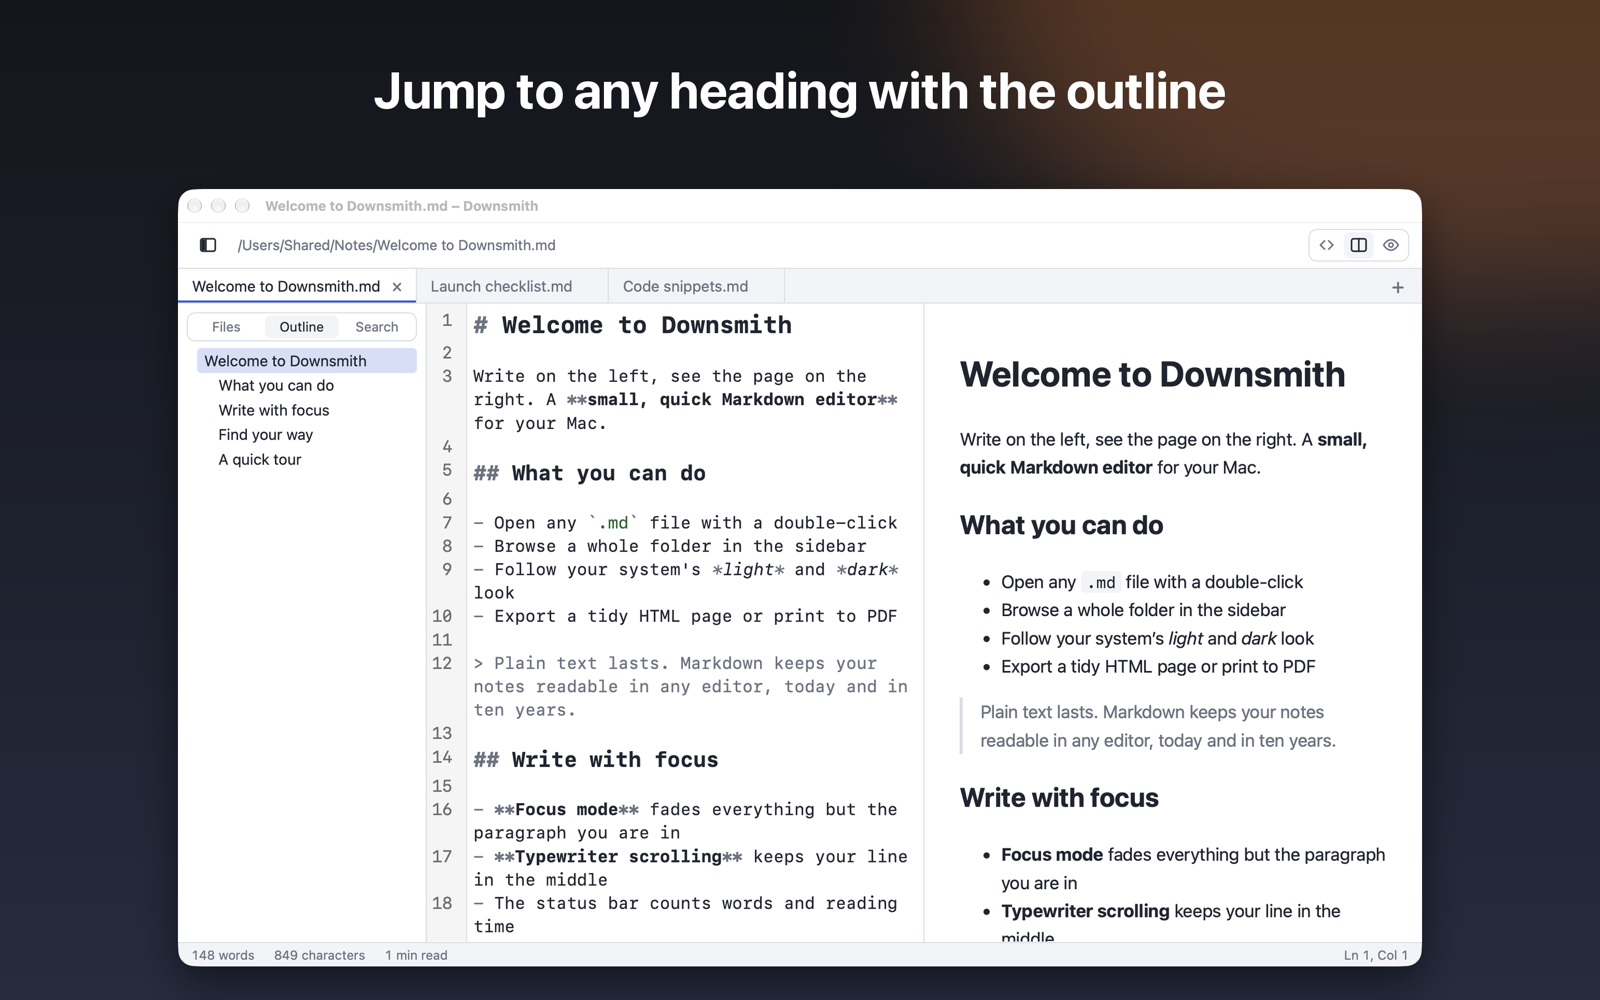 Jump to any heading with the outline
Welcome to Downsmith.md – Downsmith
/Users/Shared/Notes/Welcome to Downsmith.md
Welcome to Downsmith.md
Launch checklist.md
Code snippets.md
Files
Outline
Search
Welcome to Downsmith
What you can do
Write with focus
Find your way
A quick tour
1 # Welcome to Downsmith
2
3 Write on the left, see the page on the
right. A **small, quick Markdown editor**
for your Mac.
4
5 ## What you can do
6
7 – Open any `.md` file with a double-click
8 – Browse a whole folder in the sidebar
9 – Follow your system's *light* and *dark*
look
10 – Export a tidy HTML page or print to PDF
11
12 > Plain text lasts. Markdown keeps your
notes readable in any editor, today and in
ten years.
13
14 ## Write with focus
15
16 – **Focus mode** fades everything but the
paragraph you are in
17 – **Typewriter scrolling** keeps your line
in the middle
18 – The status bar counts words and reading
time
Welcome to Downsmith
Write on the left, see the page on the right. A small,
quick Markdown editor for your Mac.
What you can do
• Open any .md file with a double-click
• Browse a whole folder in the sidebar
• Follow your system’s light and dark look
• Export a tidy HTML page or print to PDF
Plain text lasts. Markdown keeps your notes
readable in any editor, today and in ten years.
Write with focus
• Focus mode fades everything but the paragraph
you are in
• Typewriter scrolling keeps your line in the
middle
148 words
849 characters
1 min read
Ln 1, Col 1